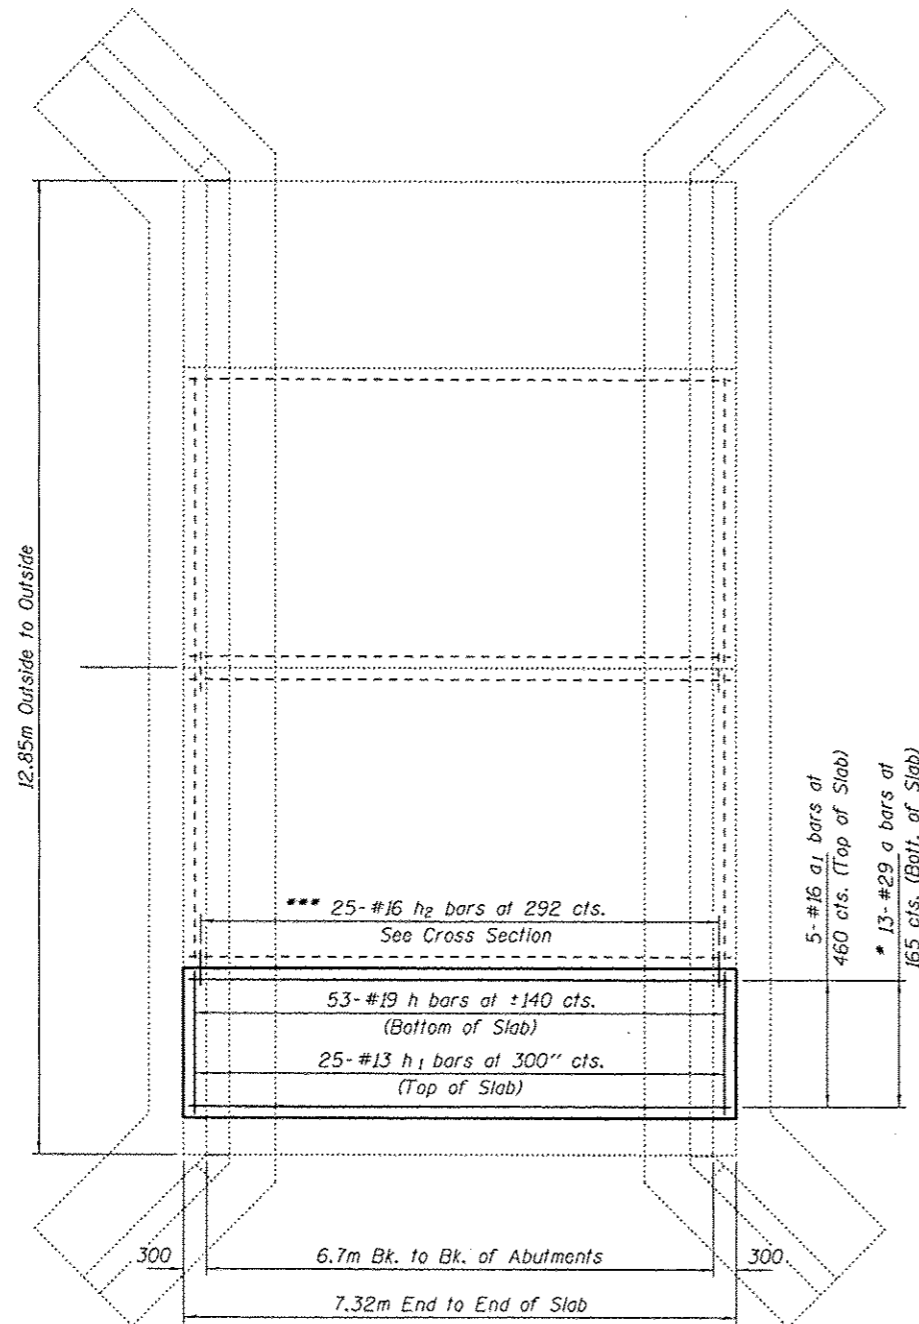 12.85m Outside to Outside
*** 25-#16 h2 bars at 292 cts.
See Cross Section
53-#19 h bars at ±140 cts.
(Bottom of Slab)
25-#13 h1 bars at 300″ cts.
(Top of Slab)
5-#16 a1 bars at
460 cts. (Top of Slab)
* 13-#29 a bars at
165 cts. (Bott. of Slab)
300
6.7m Bk. to Bk. of Abutments
300
7.32m End to End of Slab